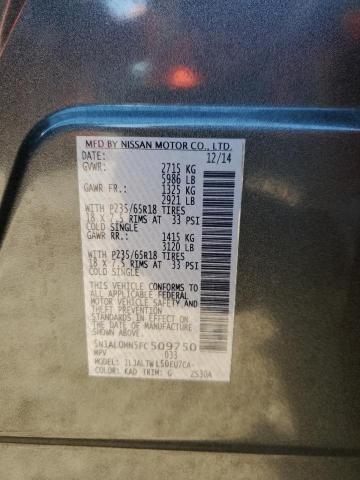 MFD BY NISSAN MOTOR CO., LTD.
DATE: 12/14
GVWR: 2715 KG
5986 LB
GAWR FR.: 1325 KG
2921 LB
WITH P235/65R18 TIRES
18 X 7.5 RIMS AT 33 PSI
COLD SINGLE
GAWR RR.: 1415 KG
3120 LB
WITH P235/65R18 TIRES
18 X 7.5 RIMS AT 33 PSI
COLD SINGLE
THIS VEHICLE CONFORMS TO
ALL APPLICABLE FEDERAL
MOTOR VEHICLE SAFETY
STANDARDS IN EFFECT ON THE
DATE OF MANUFACTURE SHOWN
ABOVE.
5N1AL0MN5FC509750
MPV 033
MODEL: COLOR: KAD TRIM: G 2S30A